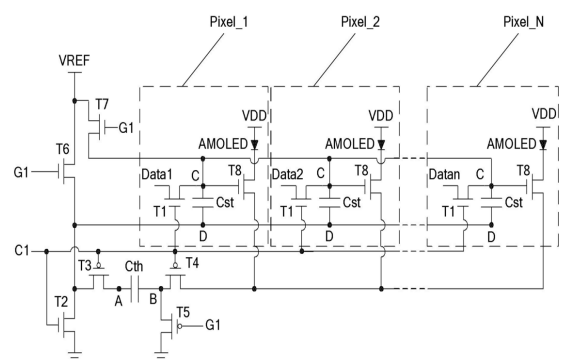 Pixel_1 Pixel_2 Pixel_N
VREF
T7 VDD VDD VDD
G1 AMOLED AMOLED AMOLED
T6
G1 Data1 C T8 Data2 C T8 Datan C T8
T1 Cst T1 Cst T1 Cst
D D D
C1
T3 Cth T4
A B
T2 T5 G1